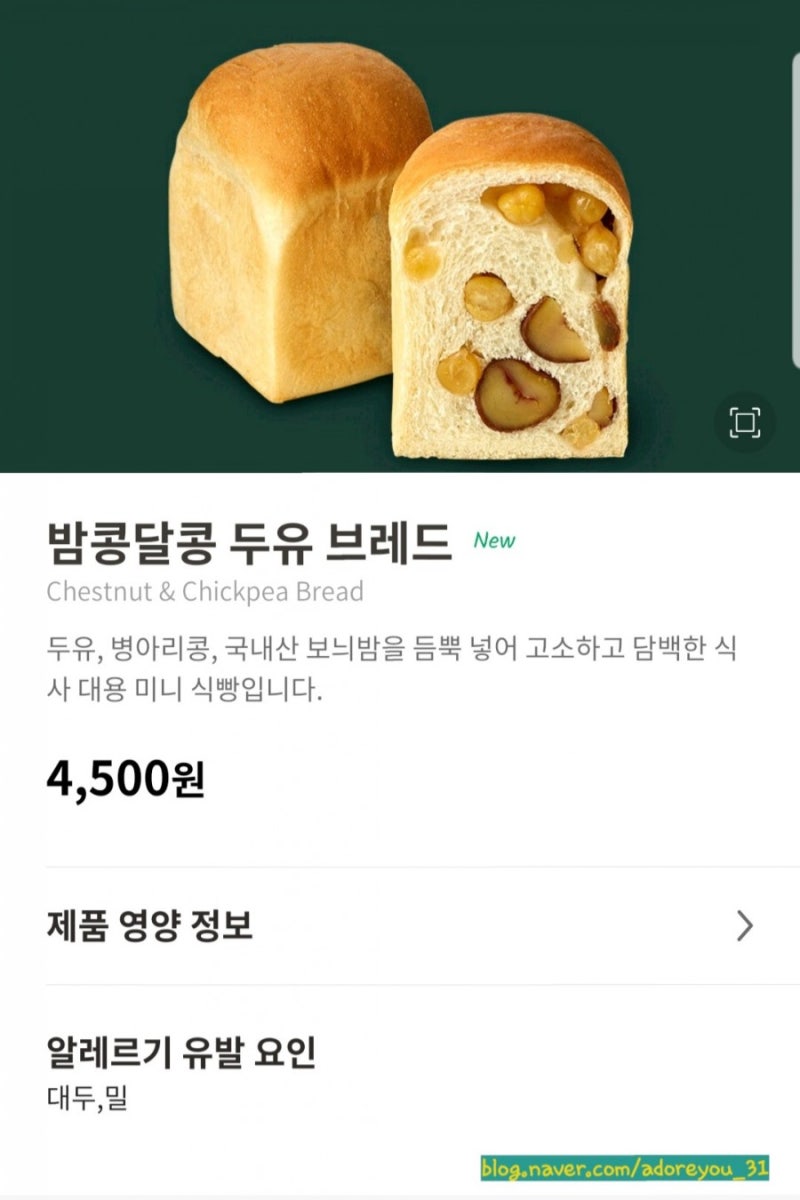 밤콩달콩 두유 브레드 New
Chestnut & Chickpea Bread
두유, 병아리콩, 국내산 보늬밤을 듬뿍 넣어 고소하고 담백한 식
사 대용 미니 식빵입니다.
4,500원
제품 영양 정보
알레르기 유발 요인
대두,밀
blog.naver.com/adoreyou_31